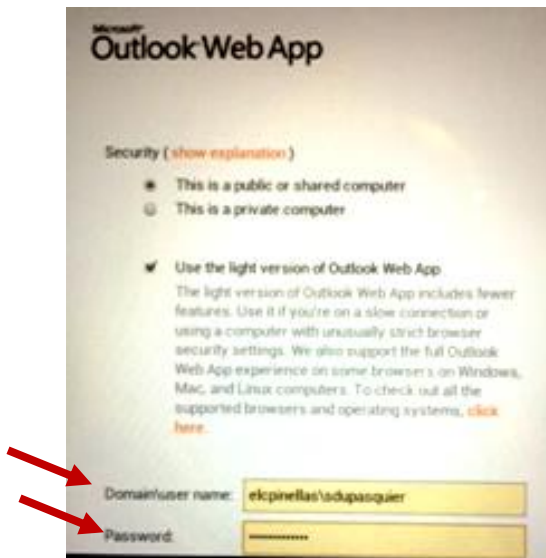 Microsoft
Outlook Web App
Security ( show explanation )
This is a public or shared computer
This is a private computer
Use the light version of Outlook Web App
The light version of Outlook Web App includes fewer
features. Use it if you're on a slow connection or
using a computer with unusually strict browser
security settings. We also support the full Outlook
Web App experience on some browsers on Windows,
Mac, and Linux computers. To check out all the
supported browsers and operating systems, click
here.
Domain\user name: elcpinellas\sdupasquier
Password: